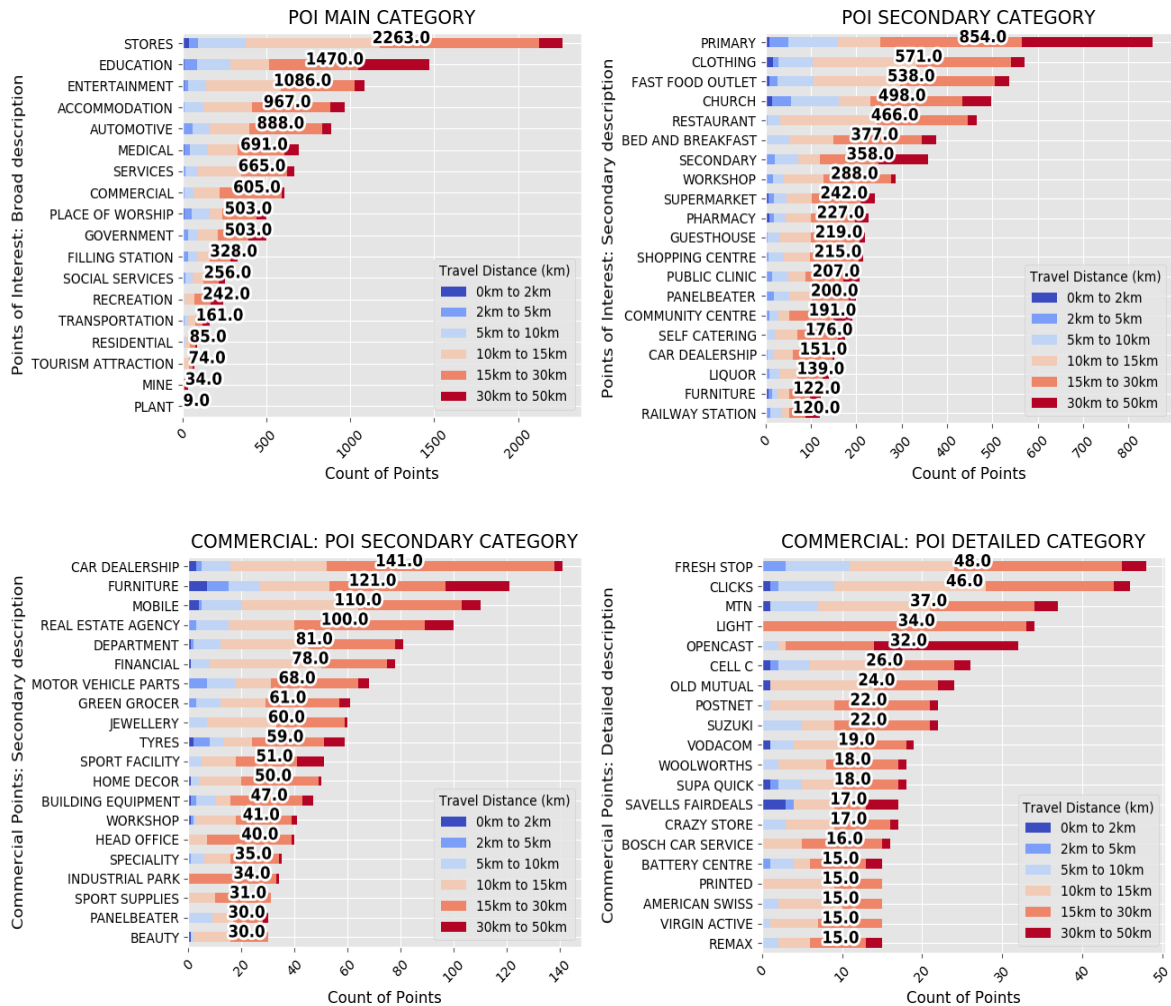 POI MAIN CATEGORY
Points of Interest: Broad description
STORES 2263.0
EDUCATION 1470.0
ENTERTAINMENT 1086.0
ACCOMMODATION 967.0
AUTOMOTIVE 888.0
MEDICAL 691.0
SERVICES 665.0
COMMERCIAL 605.0
PLACE OF WORSHIP 503.0
GOVERNMENT 503.0
FILLING STATION 328.0
SOCIAL SERVICES 256.0
RECREATION 242.0
TRANSPORTATION 161.0
RESIDENTIAL 85.0
TOURISM ATTRACTION 74.0
MINE 34.0
PLANT 9.0
Travel Distance (km)
0km to 2km
2km to 5km
5km to 10km
10km to 15km
15km to 30km
30km to 50km
0 500 1000 1500 2000
Count of Points
POI SECONDARY CATEGORY
Points of Interest: Secondary description
PRIMARY 854.0
CLOTHING 571.0
FAST FOOD OUTLET 538.0
CHURCH 498.0
RESTAURANT 466.0
BED AND BREAKFAST 377.0
SECONDARY 358.0
WORKSHOP 288.0
SUPERMARKET 242.0
PHARMACY 227.0
GUESTHOUSE 219.0
SHOPPING CENTRE 215.0
PUBLIC CLINIC 207.0
PANELBEATER 200.0
COMMUNITY CENTRE 191.0
SELF CATERING 176.0
CAR DEALERSHIP 151.0
LIQUOR 139.0
FURNITURE 122.0
RAILWAY STATION 120.0
Travel Distance (km)
0km to 2km
2km to 5km
5km to 10km
10km to 15km
15km to 30km
30km to 50km
0 100 200 300 400 500 600 700 800
Count of Points
COMMERCIAL: POI SECONDARY CATEGORY
Commercial Points: Secondary description
CAR DEALERSHIP 141.0
FURNITURE 121.0
MOBILE 110.0
REAL ESTATE AGENCY 100.0
DEPARTMENT 81.0
FINANCIAL 78.0
MOTOR VEHICLE PARTS 68.0
GREEN GROCER 61.0
JEWELLERY 60.0
TYRES 59.0
SPORT FACILITY 51.0
HOME DECOR 50.0
BUILDING EQUIPMENT 47.0
WORKSHOP 41.0
HEAD OFFICE 40.0
SPECIALITY 35.0
INDUSTRIAL PARK 34.0
SPORT SUPPLIES 31.0
PANELBEATER 30.0
BEAUTY 30.0
Travel Distance (km)
0km to 2km
2km to 5km
5km to 10km
10km to 15km
15km to 30km
30km to 50km
0 20 40 60 80 100 120 140
Count of Points
COMMERCIAL: POI DETAILED CATEGORY
Commercial Points: Detailed description
FRESH STOP 48.0
CLICKS 46.0
MTN 37.0
LIGHT 34.0
OPENCAST 32.0
CELL C 26.0
OLD MUTUAL 24.0
POSTNET 22.0
SUZUKI 22.0
VODACOM 19.0
WOOLWORTHS 18.0
SUPA QUICK 18.0
SAVELLS FAIRDEALS 17.0
CRAZY STORE 17.0
BOSCH CAR SERVICE 16.0
BATTERY CENTRE 15.0
PRINTED 15.0
AMERICAN SWISS 15.0
VIRGIN ACTIVE 15.0
REMAX 15.0
Travel Distance (km)
0km to 2km
2km to 5km
5km to 10km
10km to 15km
15km to 30km
30km to 50km
0 10 20 30 40 50
Count of Points